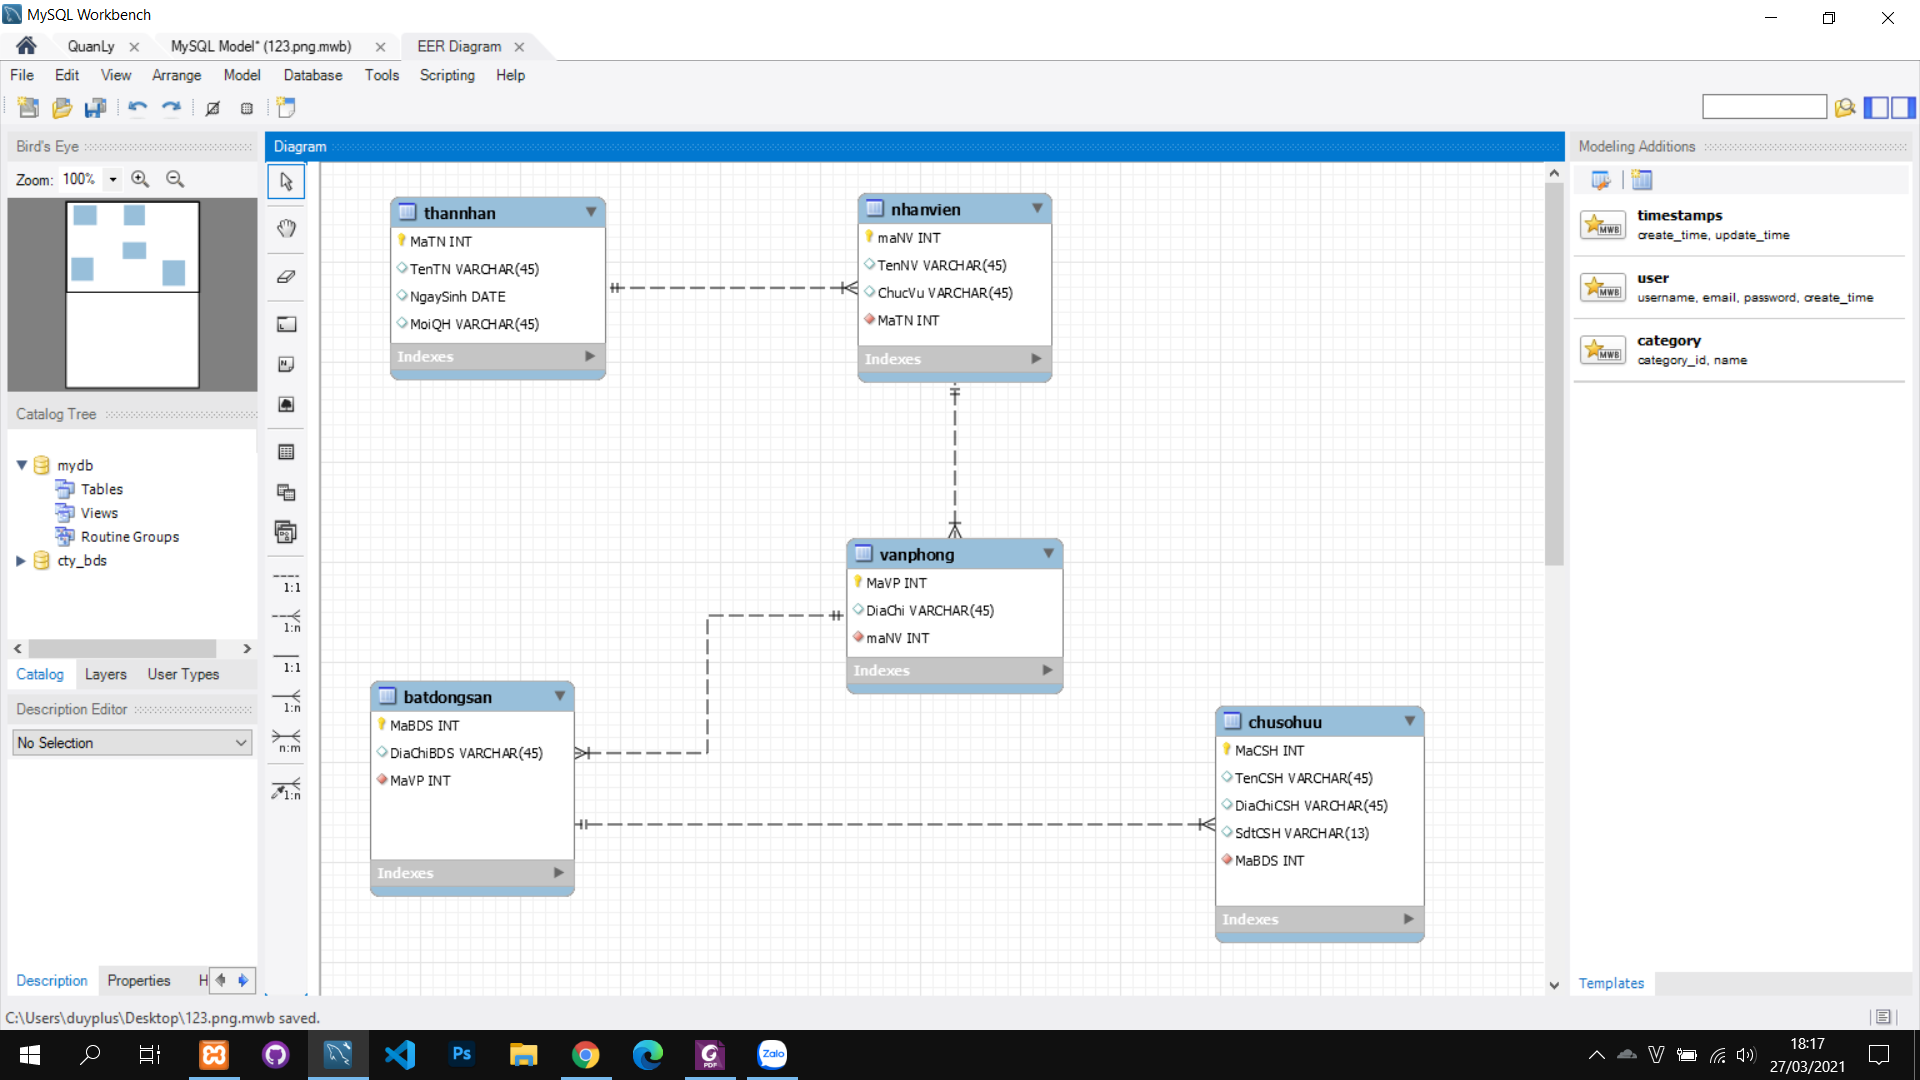 MySQL Workbench
QuanLy
MySQL Model* (123.png.mwb)
EER Diagram
File Edit View Arrange Model Database Tools Scripting Help
Bird's Eye
Zoom: 100%
Catalog Tree
mydb
Tables
Views
Routine Groups
cty_bds
Catalog Layers User Types
Description Editor
No Selection
Description Properties H
Diagram
1:1
1:n
1:1
1:n
n:m
1:n
thannhan
MaTN INT
TenTN VARCHAR(45)
NgaySinh DATE
MoiQH VARCHAR(45)
Indexes
nhanvien
maNV INT
TenNV VARCHAR(45)
ChucVu VARCHAR(45)
MaTN INT
Indexes
vanphong
MaVP INT
DiaChi VARCHAR(45)
maNV INT
Indexes
batdongsan
MaBDS INT
DiaChiBDS VARCHAR(45)
MaVP INT
Indexes
chusohuu
MaCSH INT
TenCSH VARCHAR(45)
DiaChiCSH VARCHAR(45)
SdtCSH VARCHAR(13)
MaBDS INT
Indexes
Modeling Additions
MWB
timestamps
create_time, update_time
MWB
user
username, email, password, create_time
MWB
category
category_id, name
Templates
C:\Users\duyplus\Desktop\123.png.mwb saved.
Ps
PDF
Zalo
V
18:17
27/03/2021